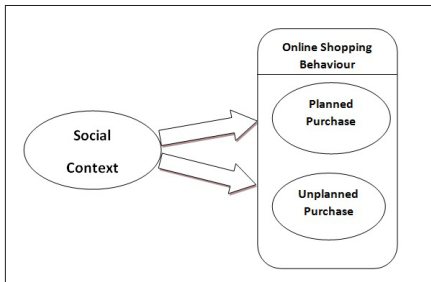 Online Shopping
Behaviour
Planned
Purchase
Social
Context
Unplanned
Purchase